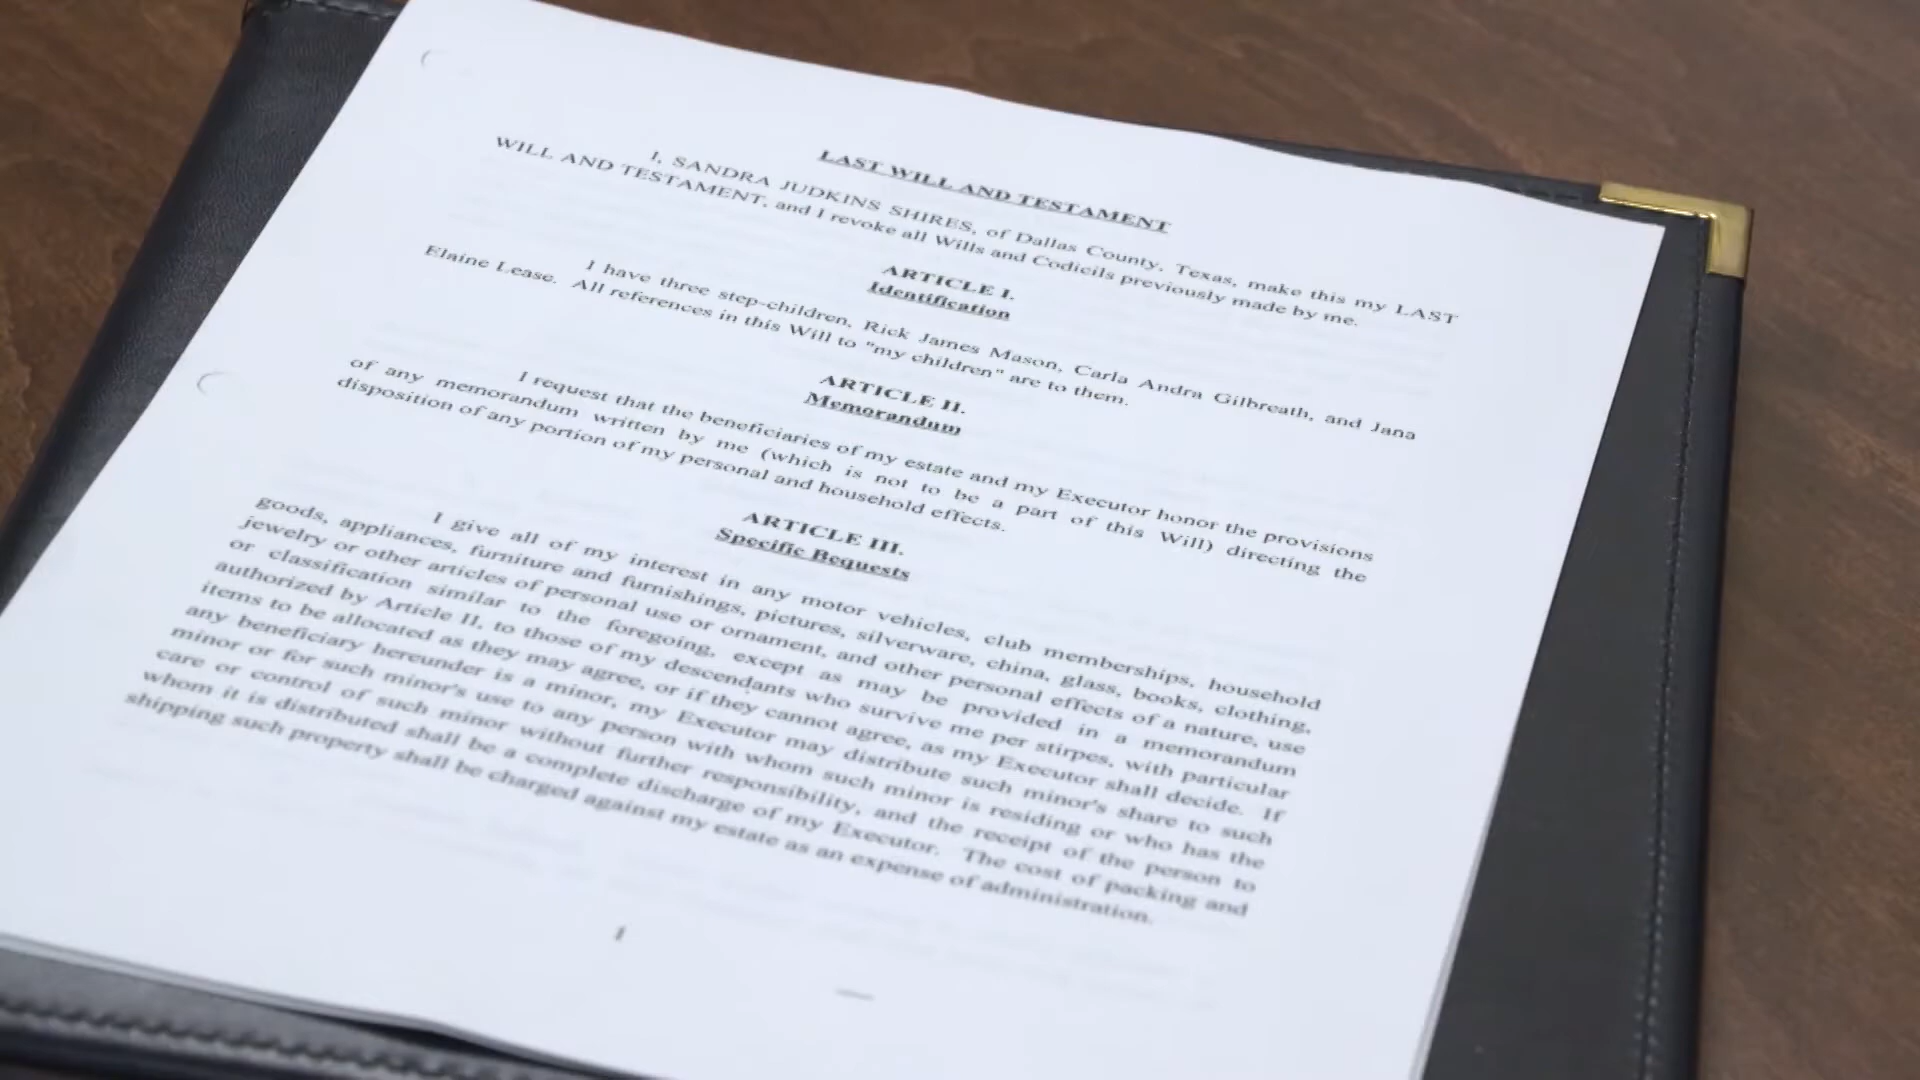 LAST WILL AND TESTAMENT
I, SANDRA JUDKINS SHIRES, of Dallas County, Texas, make this my LAST
WILL AND TESTAMENT, and I revoke all Wills and Codicils previously made by me.
ARTICLE I.
Identification
I have three step-children, Rick James Mason, Carla Andra Gilbreath, and Jana
Elaine Lease. All references in this Will to "my children" are to them.
ARTICLE II.
Memorandum
I request that the beneficiaries of my estate and my Executor honor the provisions
of any memorandum written by me (which is not to be a part of this Will) directing the
disposition of any portion of my personal and household effects.
ARTICLE III.
Specific Bequests
I give all of my interest in any motor vehicles, club memberships, household
goods, appliances, furniture and furnishings, pictures, silverware, china, glass, books, clothing,
jewelry or other articles of personal use or ornament, and other personal effects of a nature, use
or classification similar to the foregoing, except as may be provided in a memorandum
authorized by Article II, to those of my descendants who survive me per stirpes, with particular
items to be allocated as they may agree, or if they cannot agree, as my Executor shall decide. If
any beneficiary hereunder is a minor, my Executor may distribute such minor's share to such
minor or for such minor's use to any person with whom such minor is residing or who has the
care or control of such minor without further responsibility, and the receipt of the person to
whom it is distributed shall be a complete discharge of my Executor. The cost of packing and
shipping such property shall be charged against my estate as an expense of administration.
1